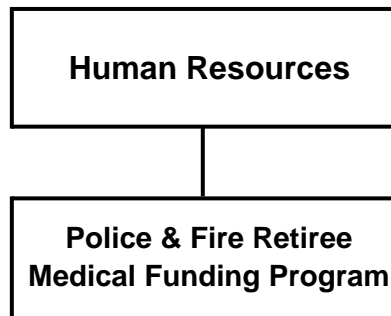 Human Resources
Police & Fire Retiree
Medical Funding Program